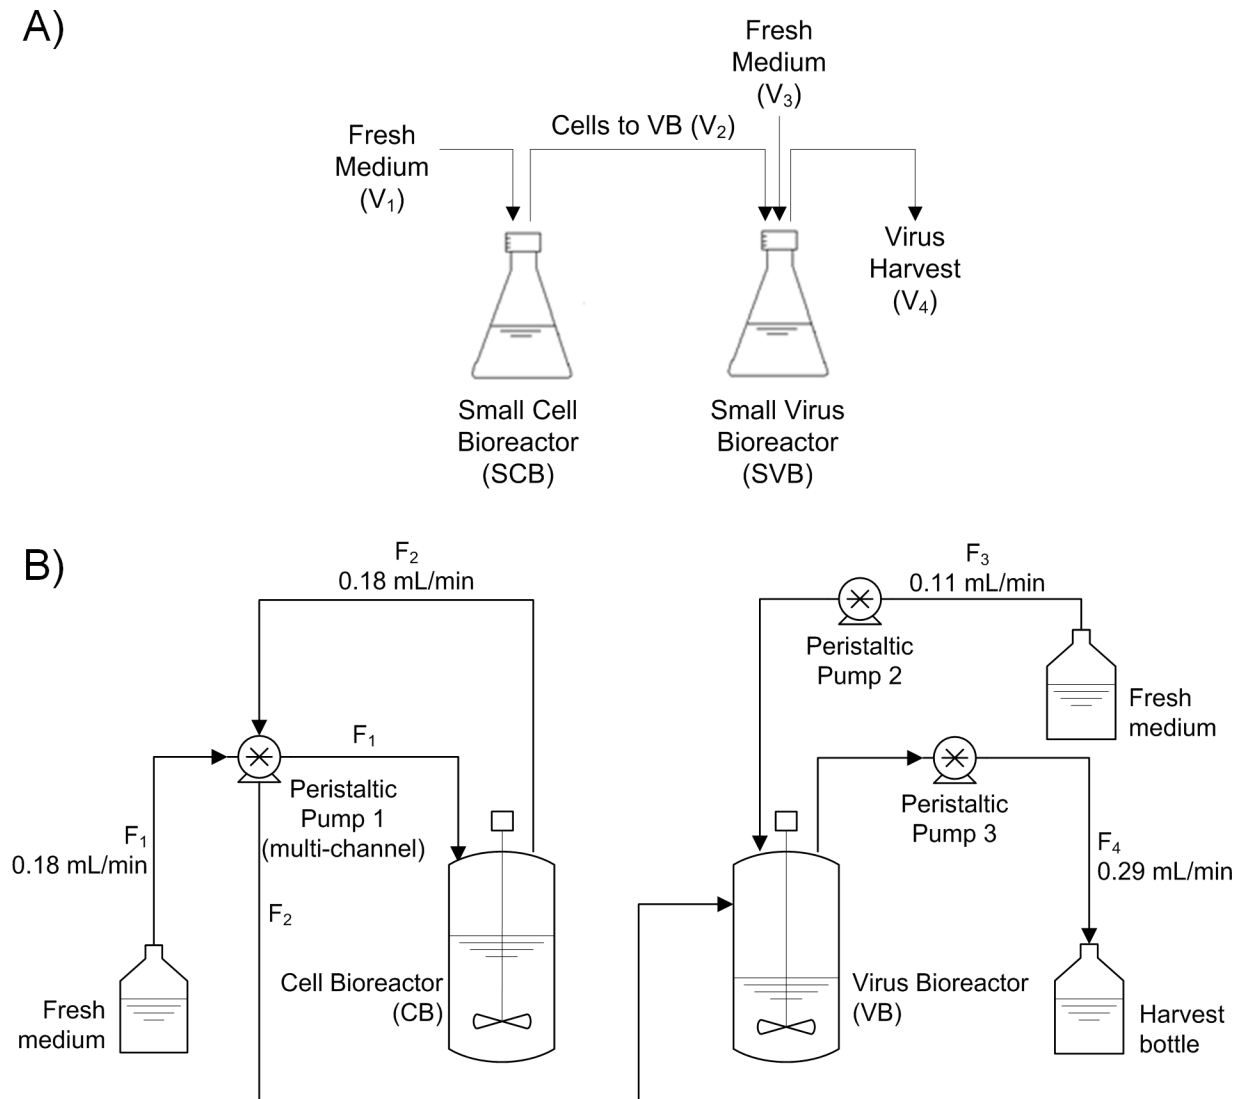 A)
Fresh
Medium
(V₃)
Cells to VB (V₂)
Fresh
Medium
(V₁)
Virus
Harvest
(V₄)
Small Cell
Bioreactor
(SCB)
Small Virus
Bioreactor
(SVB)
B)
F₂
0.18 mL/min
F₃
0.11 mL/min
Peristaltic
Pump 2
Fresh
medium
F₁
Peristaltic
Pump 1
(multi-channel)
Peristaltic
Pump 3
F₁
0.18 mL/min
F₄
0.29 mL/min
F₂
Cell Bioreactor
(CB)
Virus Bioreactor
(VB)
Fresh
medium
Harvest
bottle